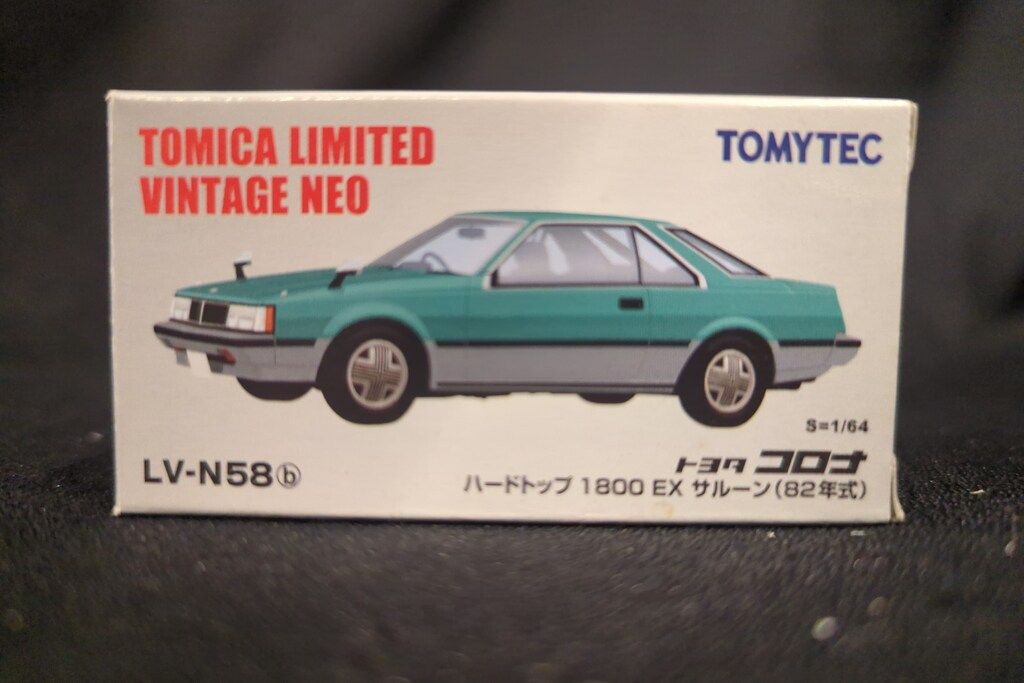 TOMICA LIMITED
VINTAGE NEO
TOMYTEC
S=1/64
LV-N58ⓑ
トヨタ コロナ
ハードトップ 1800 EX サルーン(82年式)